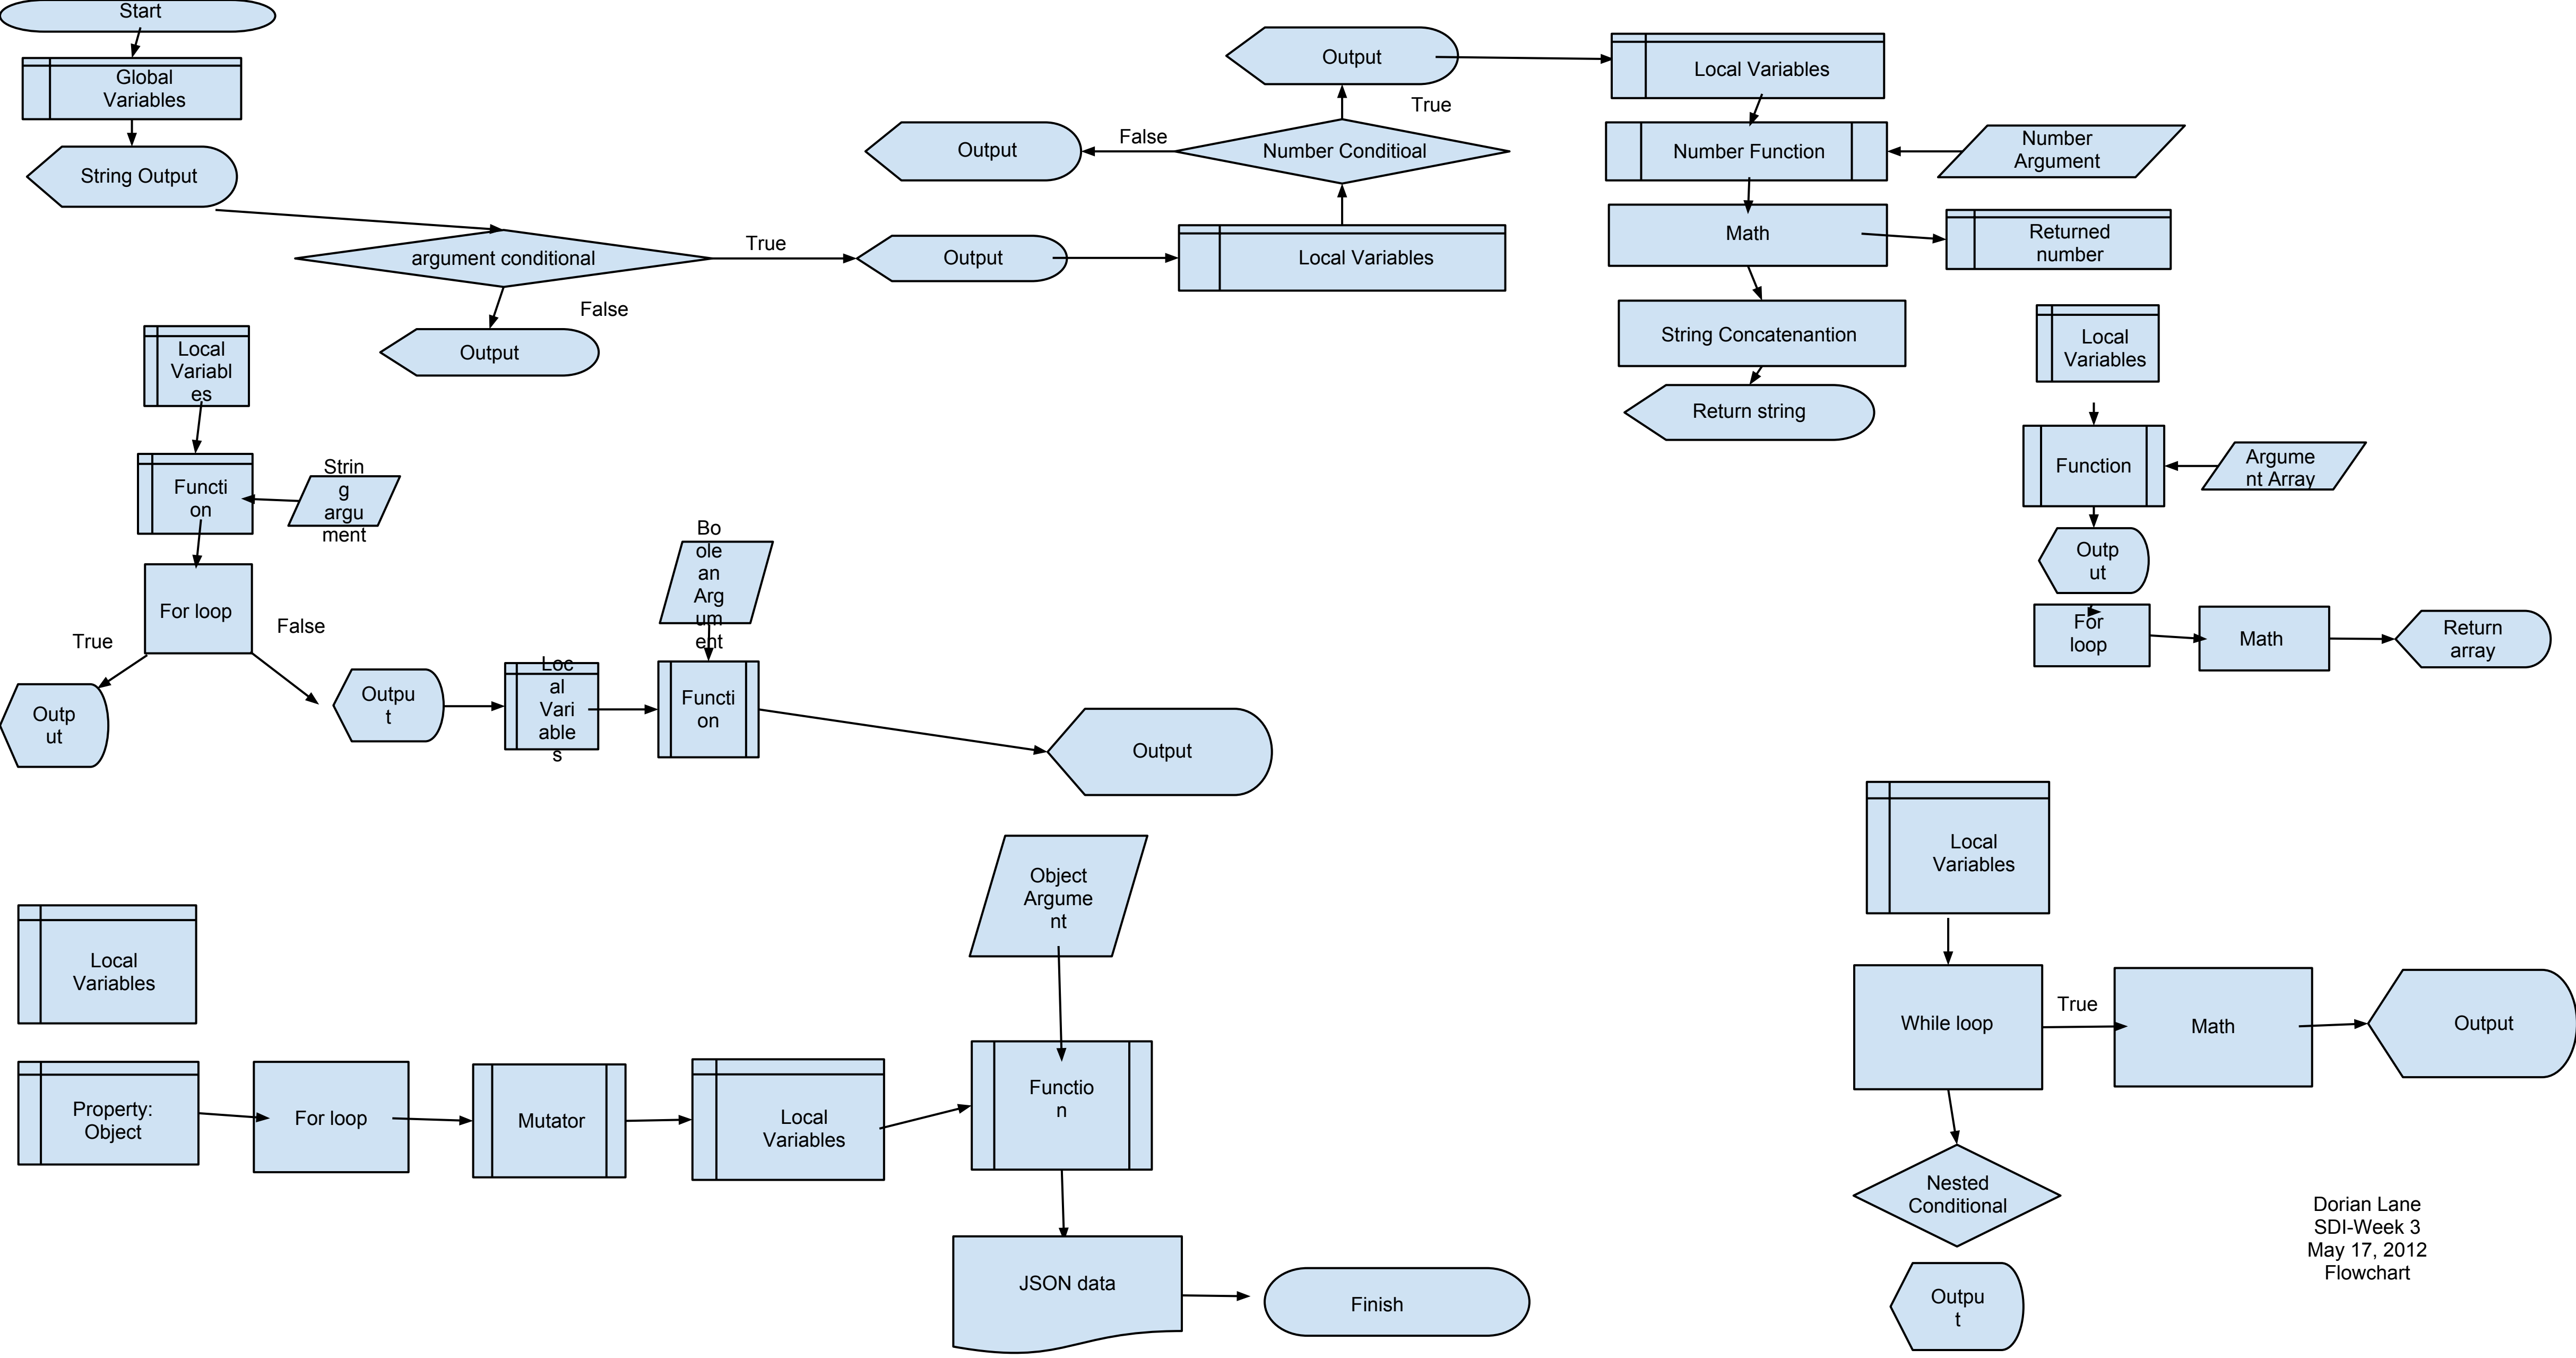 Start
Global
Variables
String Output
argument conditional
True
False
Output
Output
Local Variables
Number Conditioal
False
Output
True
Output
Local Variables
Number Function
Number
Argument
Math
Returned
number
String Concatenantion
Return string
Local
Variables
Function
Argume
nt Array
Outp
ut
For
loop
Math
Return
array
Local
Variabl
es
Functi
on
Strin
g
argu
ment
For loop
True
False
Outp
ut
Outpu
t
Loc
al
Vari
able
s
Bo
ole
an
Arg
um
ent
Functi
on
Output
Local
Variables
While loop
True
Math
Output
Nested
Conditional
Outpu
t
Local
Variables
Property:
Object
For loop
Mutator
Local
Variables
Object
Argume
nt
Functio
n
JSON data
Finish
Dorian Lane
SDI-Week 3
May 17, 2012
Flowchart